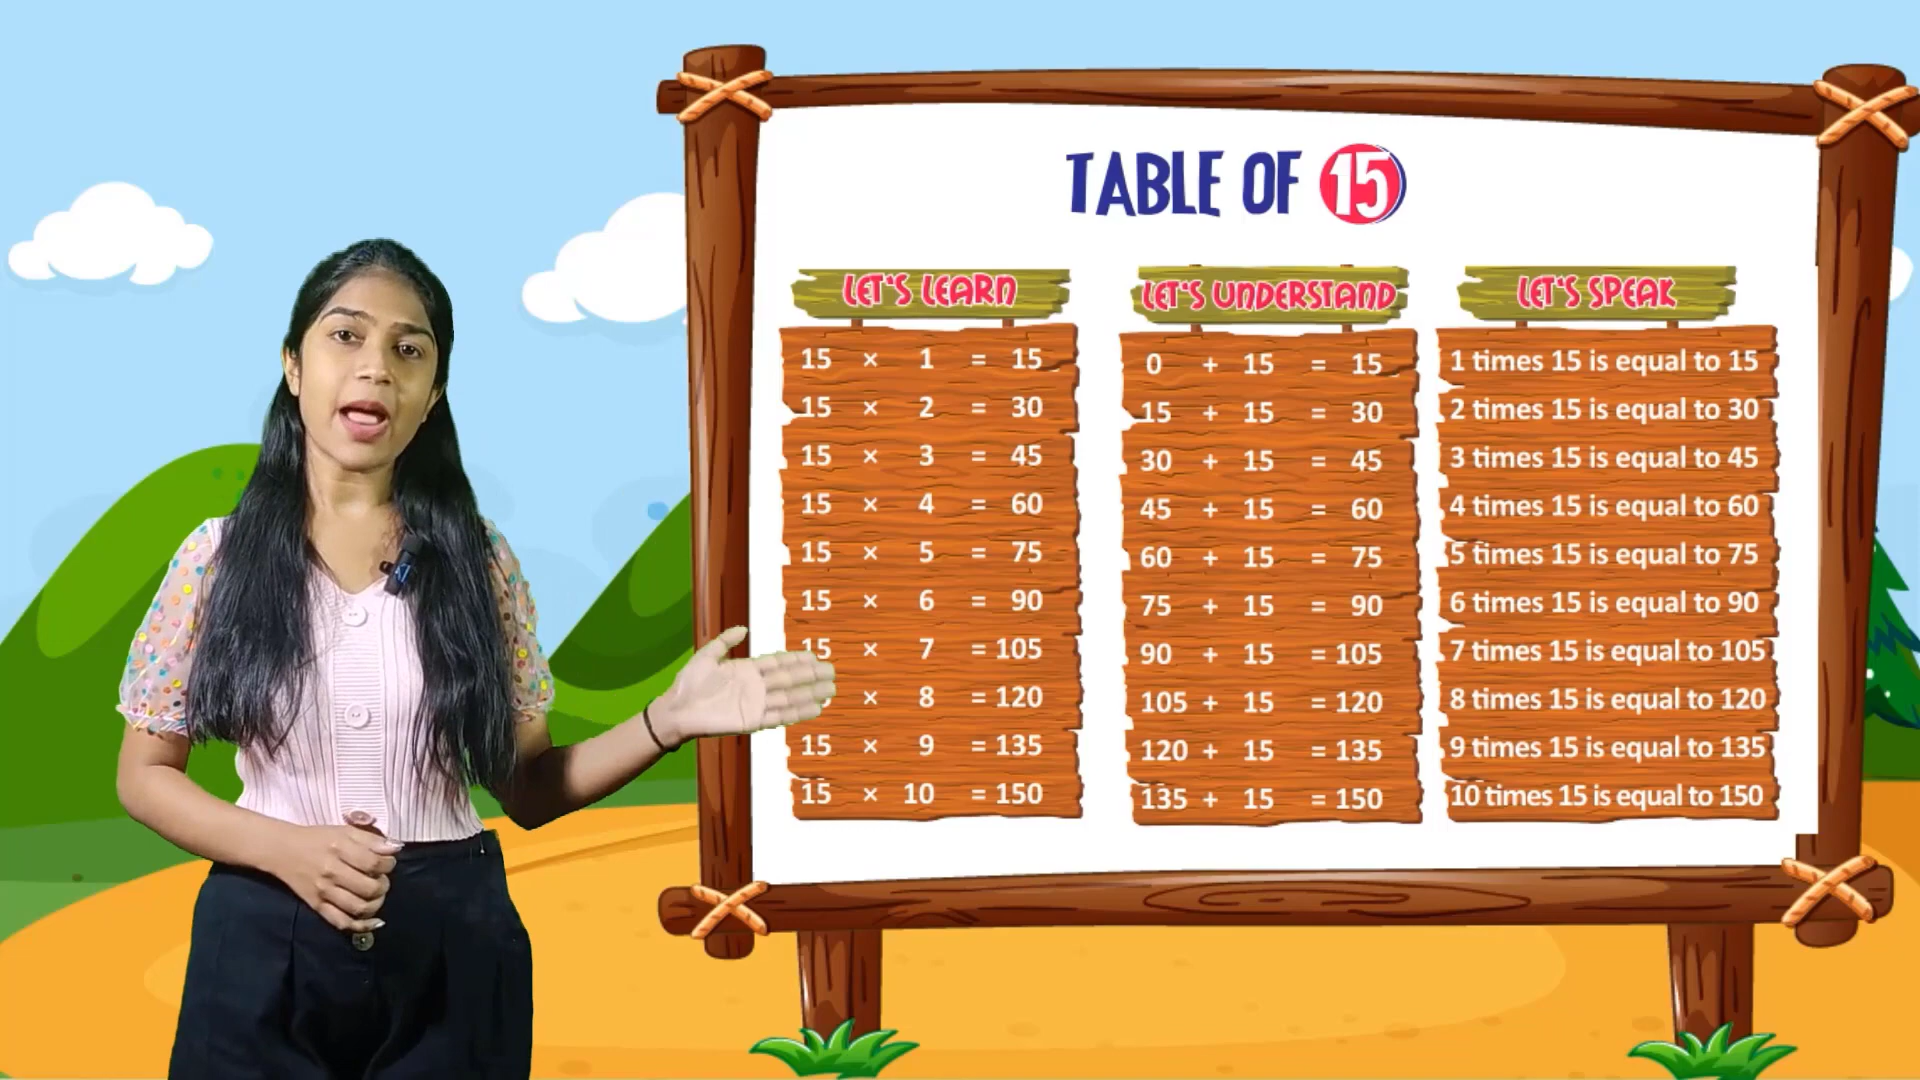 TABLE OF 15
LET'S LEARN
15 × 1 = 15
15 × 2 = 30
15 × 3 = 45
15 × 4 = 60
15 × 5 = 75
15 × 6 = 90
15 × 7 = 105
× 8 = 120
15 × 9 = 135
15 × 10 = 150
LET'S UNDERSTAND
0 + 15 = 15
15 + 15 = 30
30 + 15 = 45
45 + 15 = 60
60 + 15 = 75
75 + 15 = 90
90 + 15 = 105
105 + 15 = 120
120 + 15 = 135
135 + 15 = 150
LET'S SPEAK
1 times 15 is equal to 15
2 times 15 is equal to 30
3 times 15 is equal to 45
4 times 15 is equal to 60
5 times 15 is equal to 75
6 times 15 is equal to 90
7 times 15 is equal to 105
8 times 15 is equal to 120
9 times 15 is equal to 135
10 times 15 is equal to 150